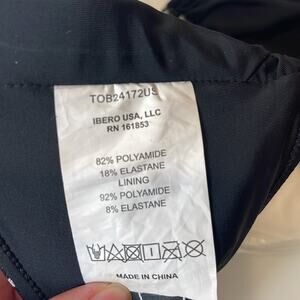 TOB24172US
IBERO USA, LLC
RN 161853
82% POLYAMIDE
18% ELASTANE
LINING
92% POLYAMIDE
8% ELASTANE
MADE IN CHINA